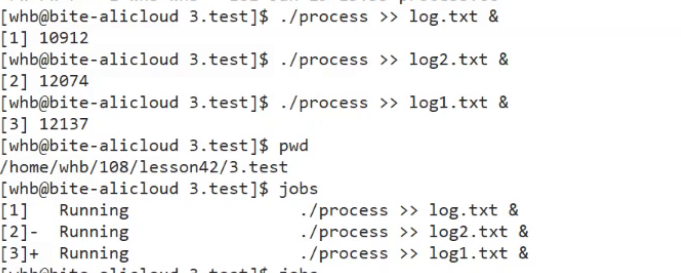 [whb@bite-alicloud 3.test]$ ./process >> log.txt &
[1] 10912
[whb@bite-alicloud 3.test]$ ./process >> log2.txt &
[2] 12074
[whb@bite-alicloud 3.test]$ ./process >> log1.txt &
[3] 12137
[whb@bite-alicloud 3.test]$ pwd
/home/whb/108/lesson42/3.test
[whb@bite-alicloud 3.test]$ jobs
[1]   Running                 ./process >> log.txt &
[2]-  Running                 ./process >> log2.txt &
[3]+  Running                 ./process >> log1.txt &
[whb@bite-alicloud 3.test]$ jobs